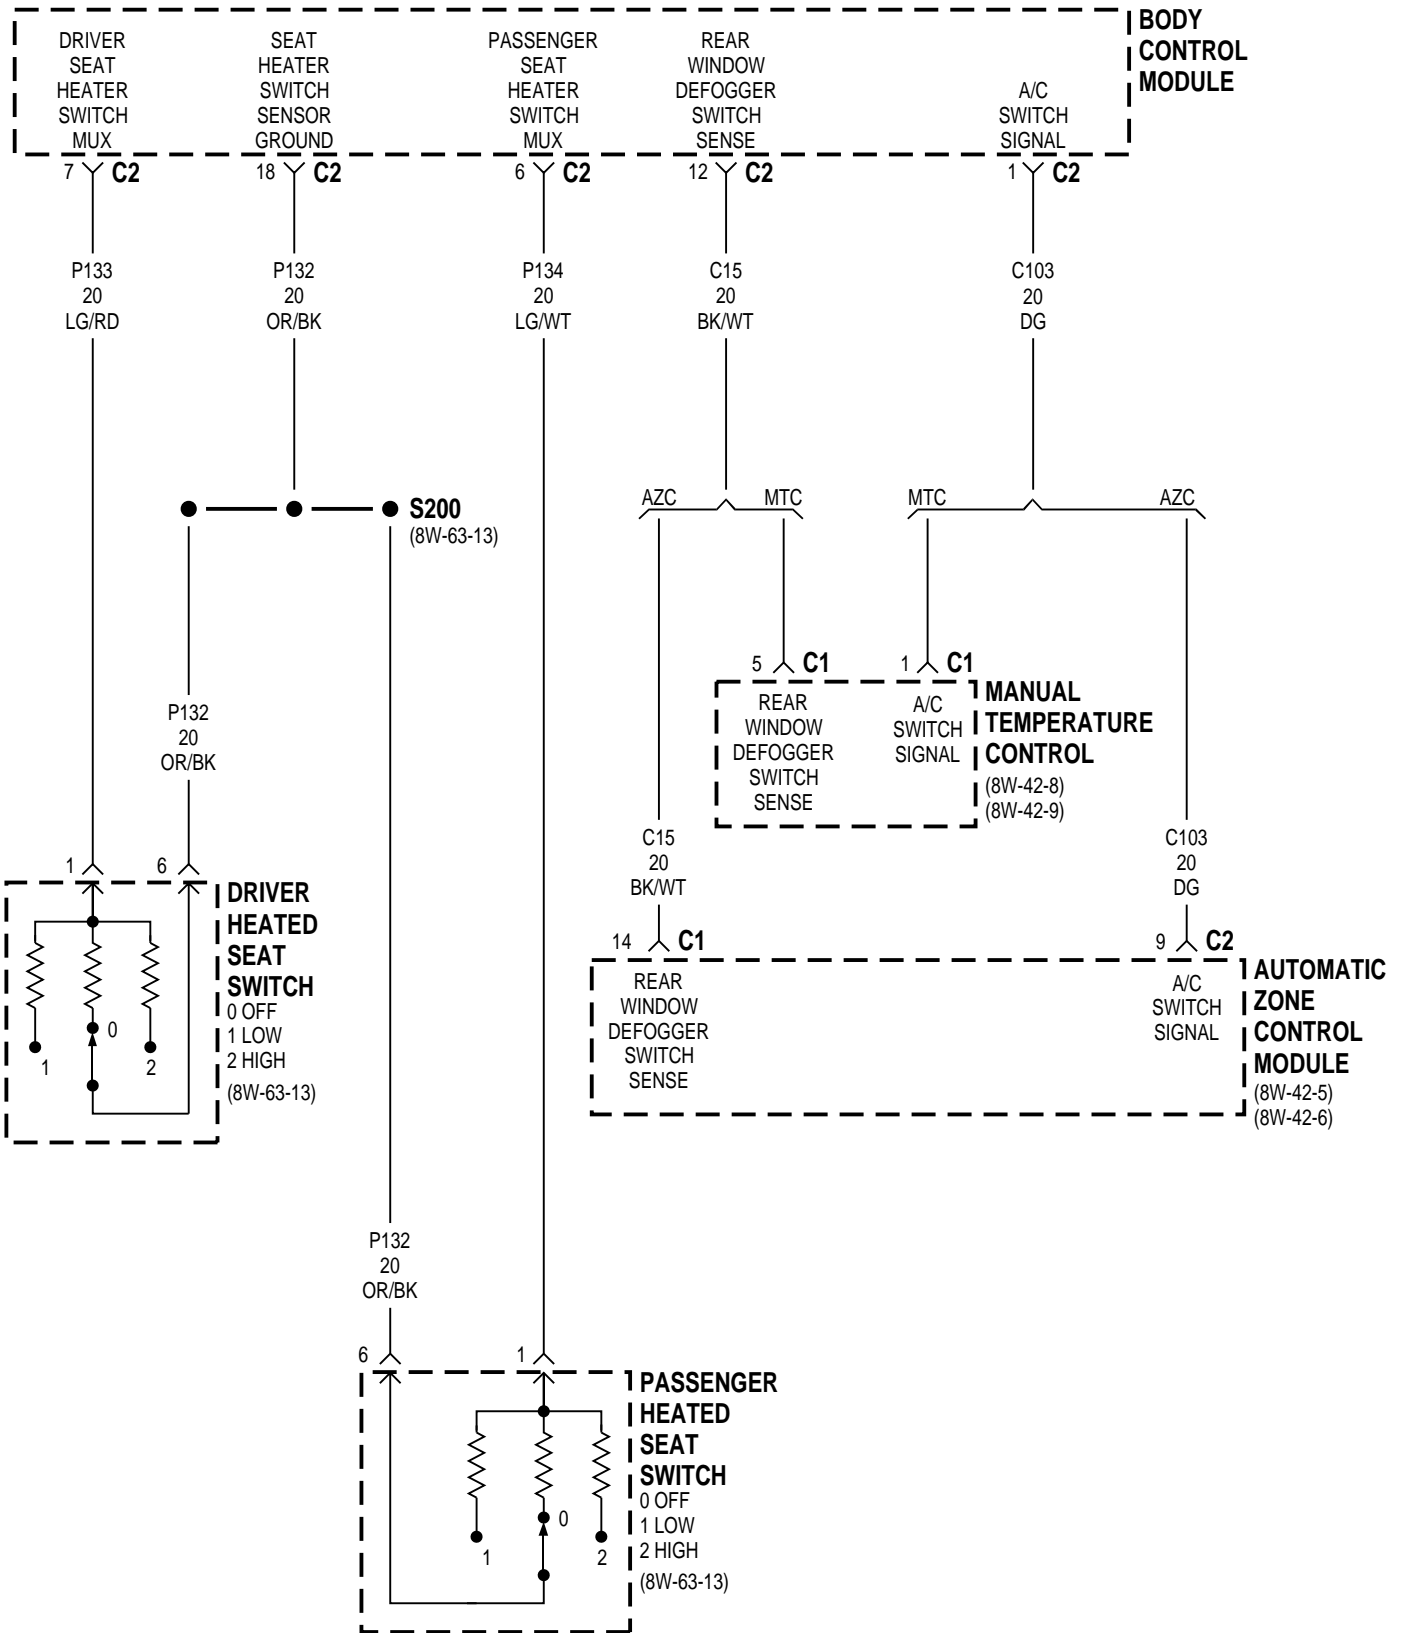 BODY
CONTROL
MODULE
DRIVER
SEAT
HEATER
SWITCH
MUX
SEAT
HEATER
SWITCH
SENSOR
GROUND
PASSENGER
SEAT
HEATER
SWITCH
MUX
REAR
WINDOW
DEFOGGER
SWITCH
SENSE
A/C
SWITCH
SIGNAL
7 C2
18 C2
6 C2
12 C2
1 C2
P133
20
LG/RD
P132
20
OR/BK
P134
20
LG/WT
C15
20
BK/WT
C103
20
DG
S200
(8W-63-13)
AZC
MTC
MTC
AZC
P132
20
OR/BK
5 C1
1 C1
REAR
WINDOW
DEFOGGER
SWITCH
SENSE
A/C
SWITCH
SIGNAL
MANUAL
TEMPERATURE
CONTROL
(8W-42-8)
(8W-42-9)
C15
20
BK/WT
C103
20
DG
1
6
DRIVER
HEATED
SEAT
SWITCH
0 OFF
1 LOW
2 HIGH
(8W-63-13)
0
1
2
14 C1
9 C2
REAR
WINDOW
DEFOGGER
SWITCH
SENSE
A/C
SWITCH
SIGNAL
AUTOMATIC
ZONE
CONTROL
MODULE
(8W-42-5)
(8W-42-6)
P132
20
OR/BK
6
1
PASSENGER
HEATED
SEAT
SWITCH
0 OFF
1 LOW
2 HIGH
(8W-63-13)
0
1
2